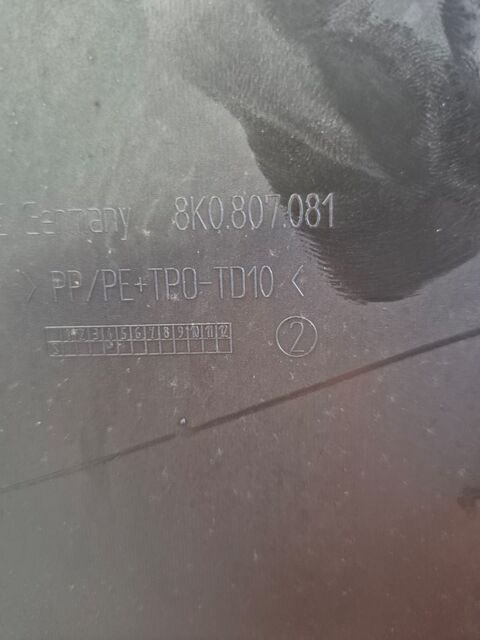 Germany 8K0.807.081
> PP/PE+TPO-TD10 <
1 2 3 4 5 6 7 8 9 10 11 12
2